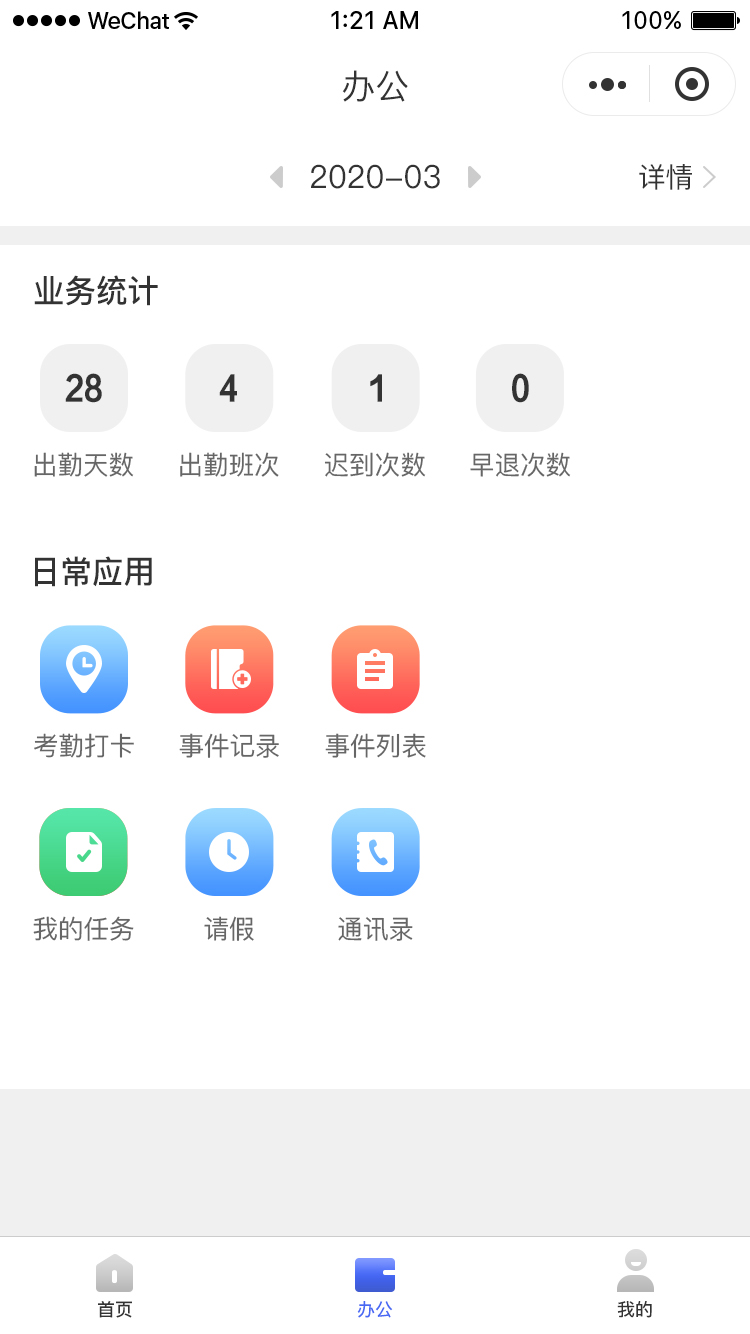 WeChat 1:21 AM 100%
办公
2020-03 详情
业务统计
28 4 1 0
出勤天数 出勤班次 迟到次数 早退次数
日常应用
考勤打卡 事件记录 事件列表
我的任务 请假 通讯录
首页 办公 我的